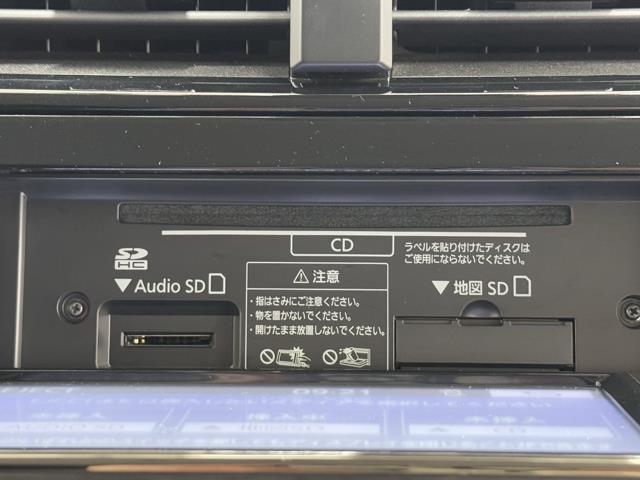 CD
ラベルを貼り付けたディスクは
ご使用にならないでください。
SD
HC
▼Audio SD
⚠注意
・指はさみにご注意ください。
・物を置かないでください。
・開けたまま放置しないでください。
▼地図 SD
09:21
CD